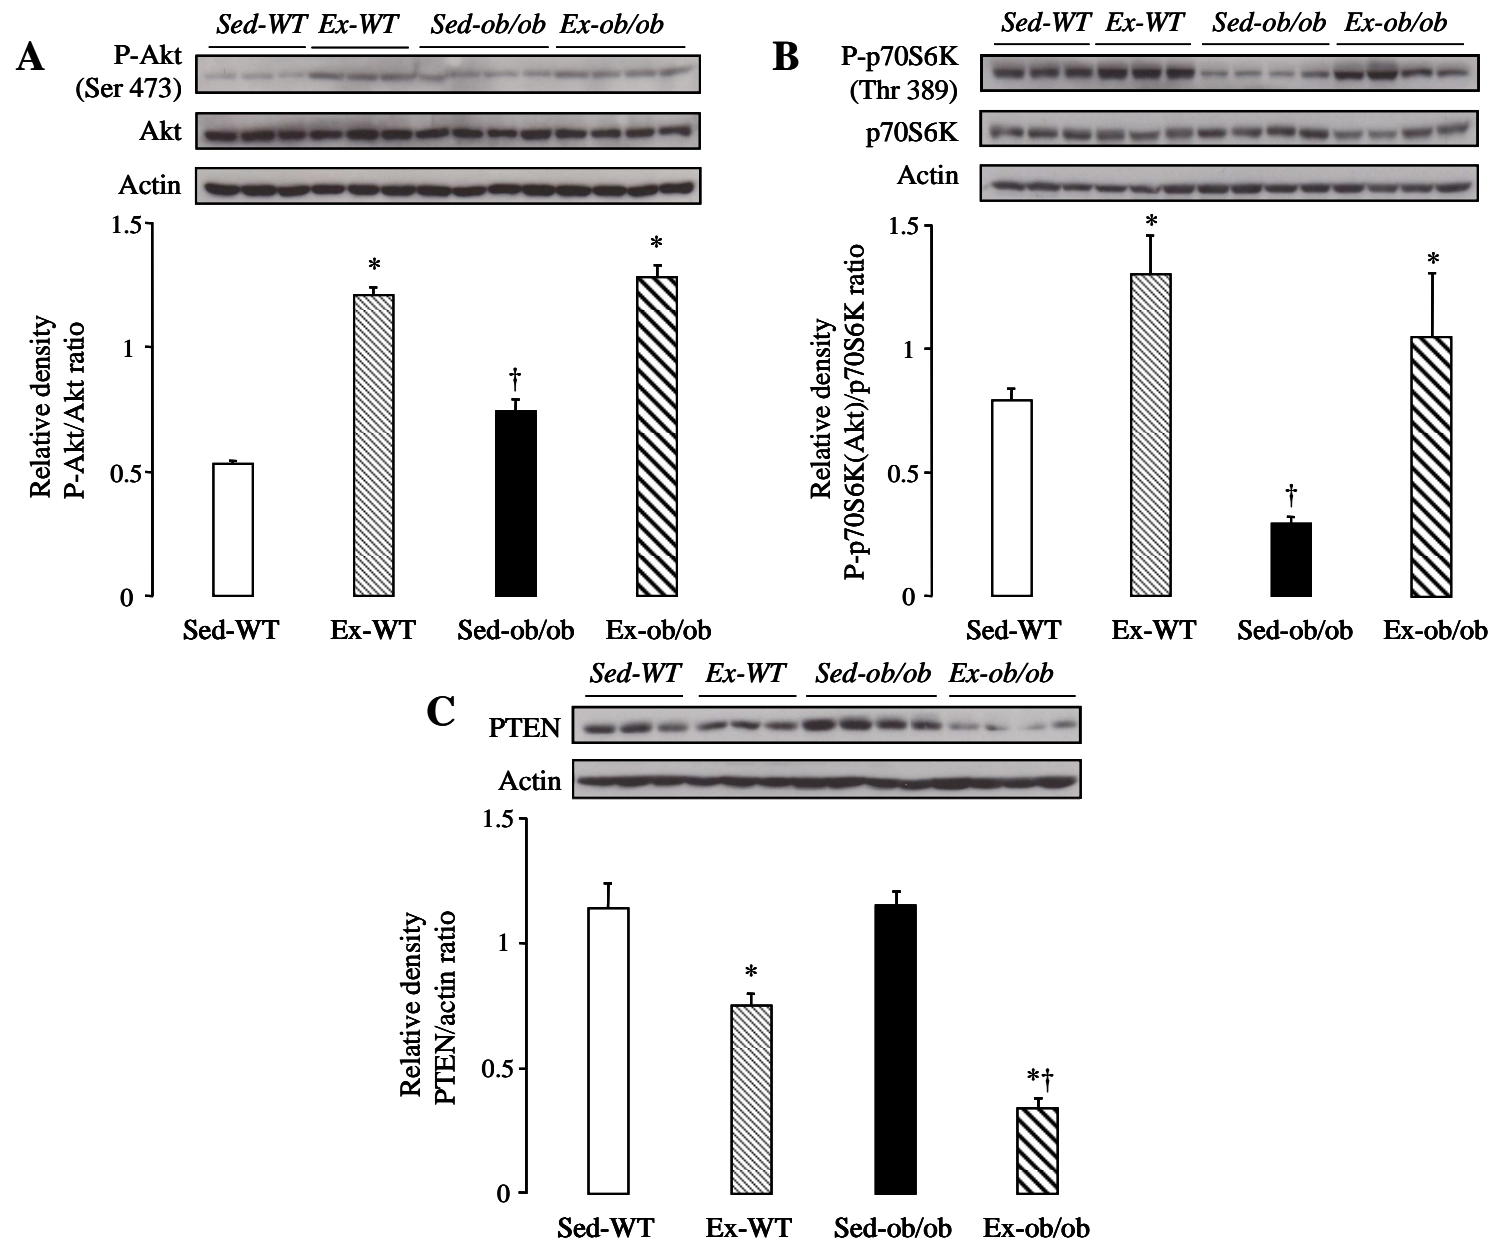 A
Sed-WT Ex-WT Sed-ob/ob Ex-ob/ob
P-Akt
(Ser 473)
Akt
Actin
1.5
1
0.5
0
Relative density
P-Akt/Akt ratio
*
†
*
Sed-WT Ex-WT Sed-ob/ob Ex-ob/ob
B
Sed-WT Ex-WT Sed-ob/ob Ex-ob/ob
P-p70S6K
(Thr 389)
p70S6K
Actin
1.5
1
0.5
0
Relative density
P-p70S6K(Akt)/p70S6K ratio
*
†
*
Sed-WT Ex-WT Sed-ob/ob Ex-ob/ob
C
Sed-WT Ex-WT Sed-ob/ob Ex-ob/ob
PTEN
Actin
1.5
1
0.5
0
Relative density
PTEN/actin ratio
*
*†
Sed-WT Ex-WT Sed-ob/ob Ex-ob/ob